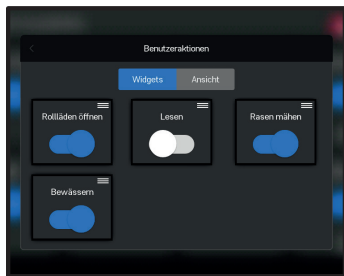 Benutzeraktionen
Widgets Ansicht
Rollläden öffnen Lesen Rasen mähen
Bewässern